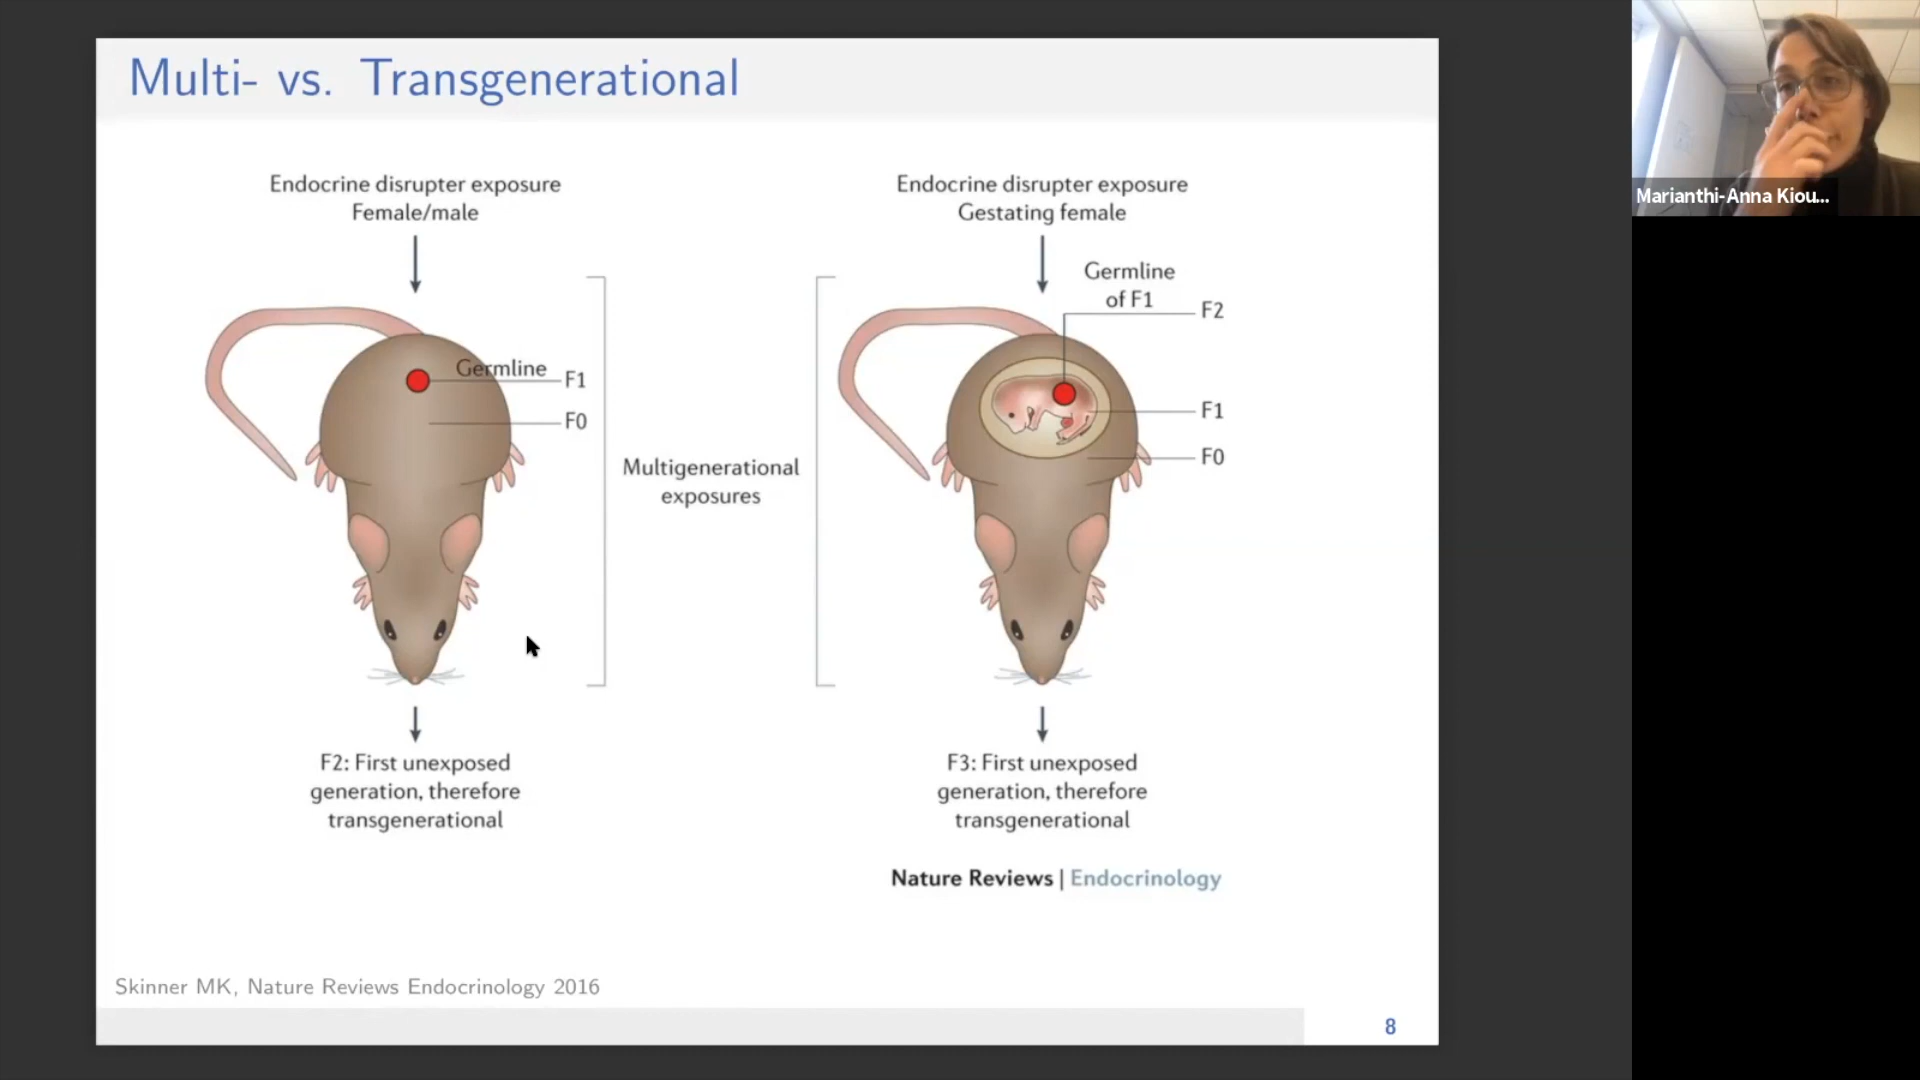 Multi- vs. Transgenerational
Endocrine disrupter exposure
Female/male
Germline
F1
F0
Multigenerational
exposures
Endocrine disrupter exposure
Gestating female
Germline
of F1
F2
F1
F0
F2: First unexposed
generation, therefore
transgenerational
F3: First unexposed
generation, therefore
transgenerational
Nature Reviews | Endocrinology
Skinner MK, Nature Reviews Endocrinology 2016
8
Marianthi-Anna Kiou...